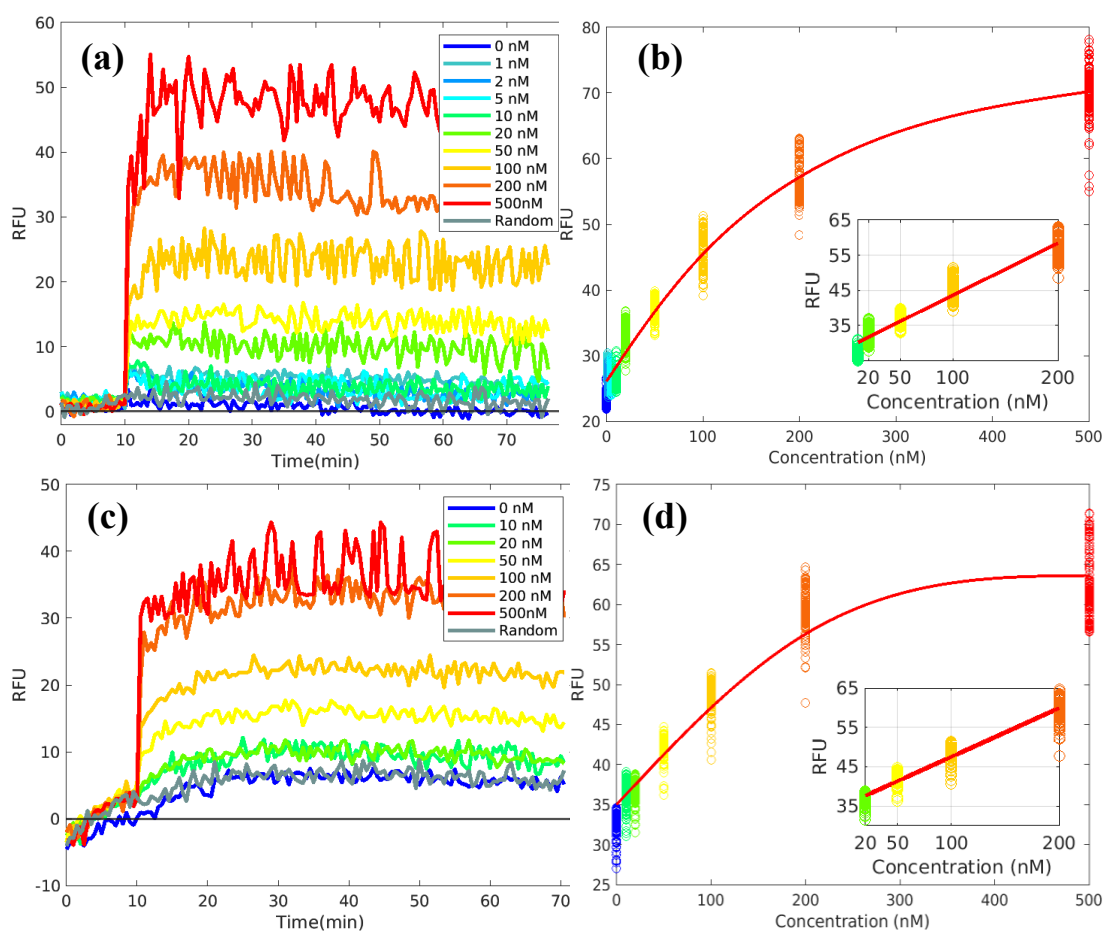 (a)
60
50
40
30
20
10
0
RFU
0 10 20 30 40 50 60 70
Time(min)
0 nM
1 nM
2 nM
5 nM
10 nM
20 nM
50 nM
100 nM
200 nM
500nM
Random
(b)
80
70
60
50
40
30
20
RFU
0 100 200 300 400 500
Concentration (nM)
65
55
45
35
RFU
20 50 100 200
Concentration (nM)
(c)
50
40
30
20
10
0
-10
RFU
0 10 20 30 40 50 60 70
Time(min)
0 nM
10 nM
20 nM
50 nM
100 nM
200 nM
500nM
Random
(d)
75
70
65
60
55
50
45
40
35
30
25
RFU
0 100 200 300 400 500
Concentration (nM)
65
55
45
35
RFU
20 50 100 200
Concentration (nM)